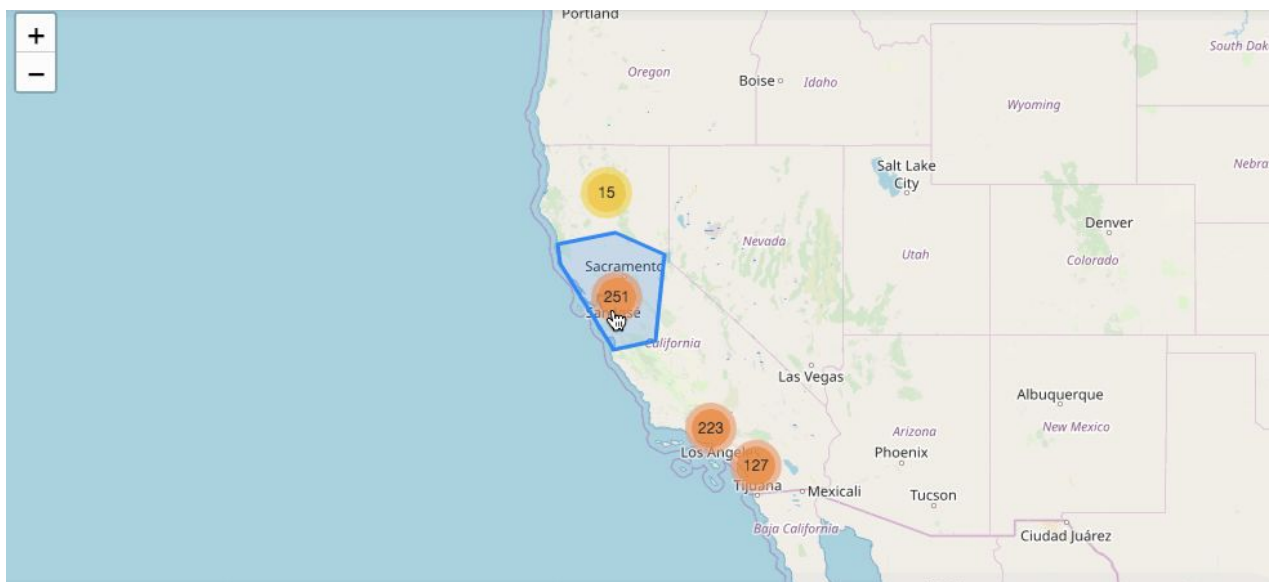 +
−
Portland
South Dak
Oregon
Boise
Idaho
Wyoming
Salt Lake
City
Nebra
15
Denver
Nevada
Utah
Colorado
Sacramento
251
California
Las Vegas
Albuquerque
223
Arizona
New Mexico
Los Angel
Phoenix
127
Tijuana
Mexicali
Tucson
Baja California
Ciudad Juárez